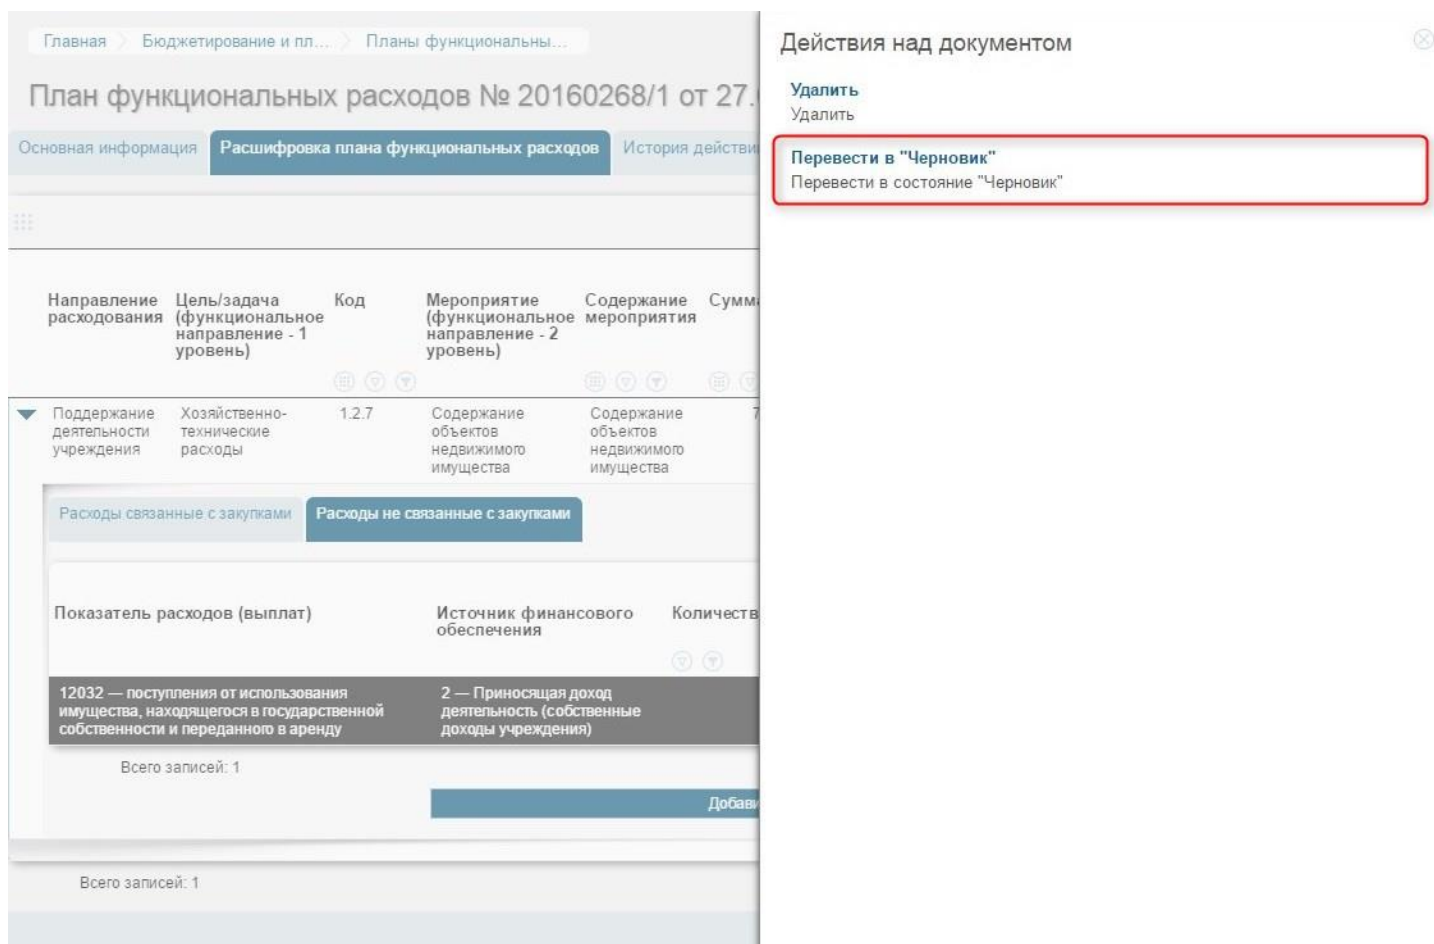 Главная Бюджетирование и пл... Планы функциональны...
План функциональных расходов № 20160268/1 от 27.
Основная информация Расшифровка плана функциональных расходов История действи
Направление расходования
Цель/задача (функциональное направление - 1 уровень)
Код
Мероприятие (функциональное направление - 2 уровень)
Содержание мероприятия
Сумма
Поддержание деятельности учреждения
Хозяйственно-технические расходы
1.2.7
Содержание объектов недвижимого имущества
Содержание объектов недвижимого имущества
7
Расходы связанные с закупками Расходы не связанные с закупками
Показатель расходов (выплат)
Источник финансового обеспечения
Количеств
12032 — поступления от использования имущества, находящегося в государственной собственности и переданного в аренду
2 — Приносящая доход деятельность (собственные доходы учреждения)
Всего записей: 1
Добави
Всего записей: 1
Действия над документом
Удалить
Удалить
Перевести в "Черновик"
Перевести в состояние "Черновик"